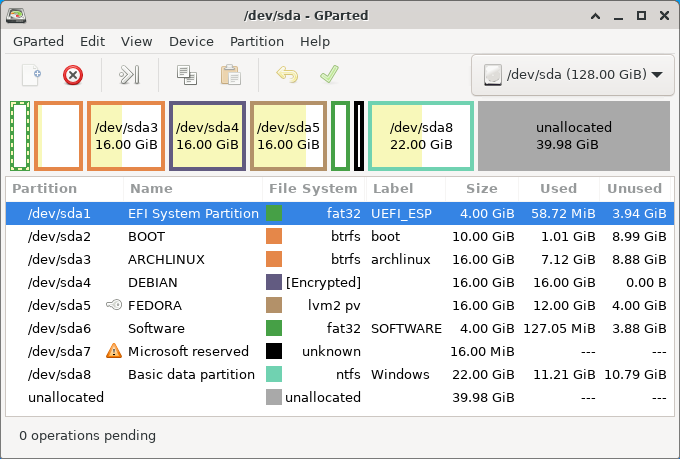 /dev/sda - GParted
GParted Edit View Device Partition Help
/dev/sda (128.00 GiB)
/dev/sda3 /dev/sda4 /dev/sda5 /dev/sda8 unallocated
16.00 GiB 16.00 GiB 16.00 GiB 22.00 GiB 39.98 GiB
Partition Name File System Label Size Used Unused
/dev/sda1 EFI System Partition fat32 UEFI_ESP 4.00 GiB 58.72 MiB 3.94 GiB
/dev/sda2 BOOT btrfs boot 10.00 GiB 1.01 GiB 8.99 GiB
/dev/sda3 ARCHLINUX btrfs archlinux 16.00 GiB 7.12 GiB 8.88 GiB
/dev/sda4 DEBIAN [Encrypted] 16.00 GiB 16.00 GiB 0.00 B
/dev/sda5 FEDORA lvm2 pv 16.00 GiB 12.00 GiB 4.00 GiB
/dev/sda6 Software fat32 SOFTWARE 4.00 GiB 127.05 MiB 3.88 GiB
/dev/sda7 Microsoft reserved unknown 16.00 MiB --- ---
/dev/sda8 Basic data partition ntfs Windows 22.00 GiB 11.21 GiB 10.79 GiB
unallocated unallocated 39.98 GiB --- ---
0 operations pending